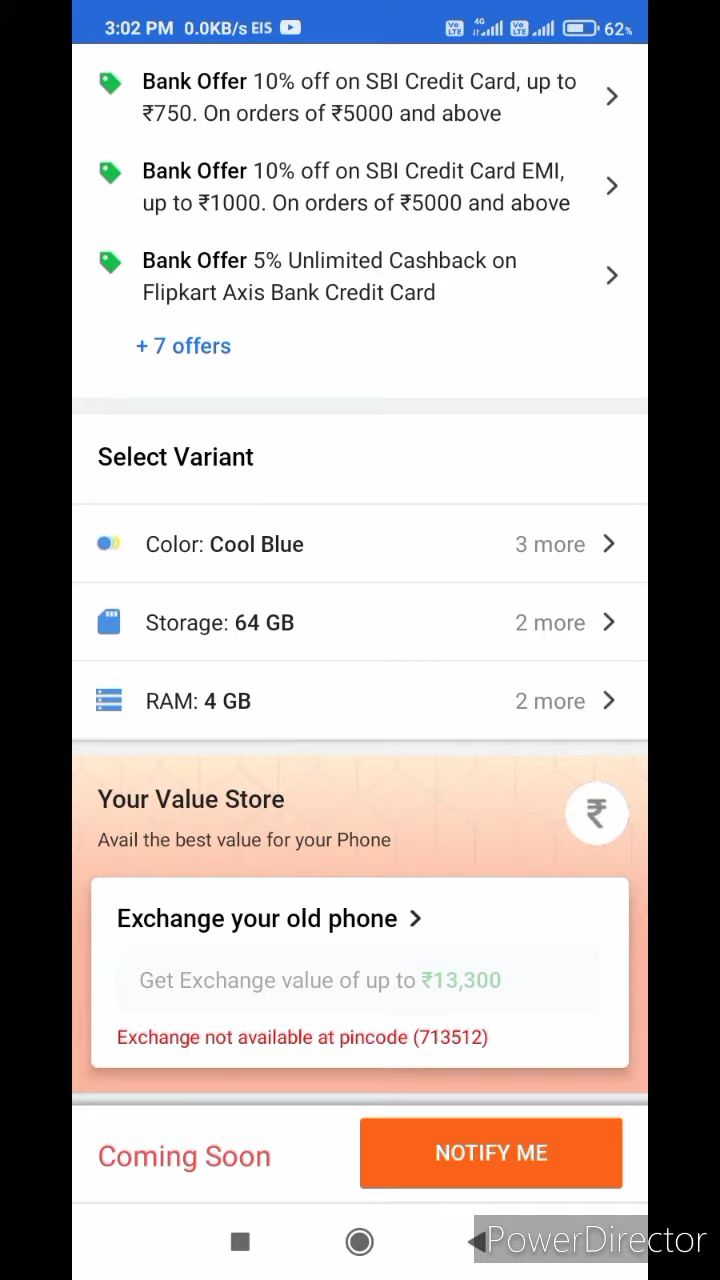 3:02 PM 0.0KB/s EIS Vo LTE 4G Vo LTE 62%
Bank Offer 10% off on SBI Credit Card, up to
₹750. On orders of ₹5000 and above
Bank Offer 10% off on SBI Credit Card EMI,
up to ₹1000. On orders of ₹5000 and above
Bank Offer 5% Unlimited Cashback on
Flipkart Axis Bank Credit Card
+ 7 offers
Select Variant
Color: Cool Blue 3 more
Storage: 64 GB 2 more
RAM: 4 GB 2 more
Your Value Store
₹
Avail the best value for your Phone
Exchange your old phone
Get Exchange value of up to ₹13,300
Exchange not available at pincode (713512)
Coming Soon NOTIFY ME
PowerDirector